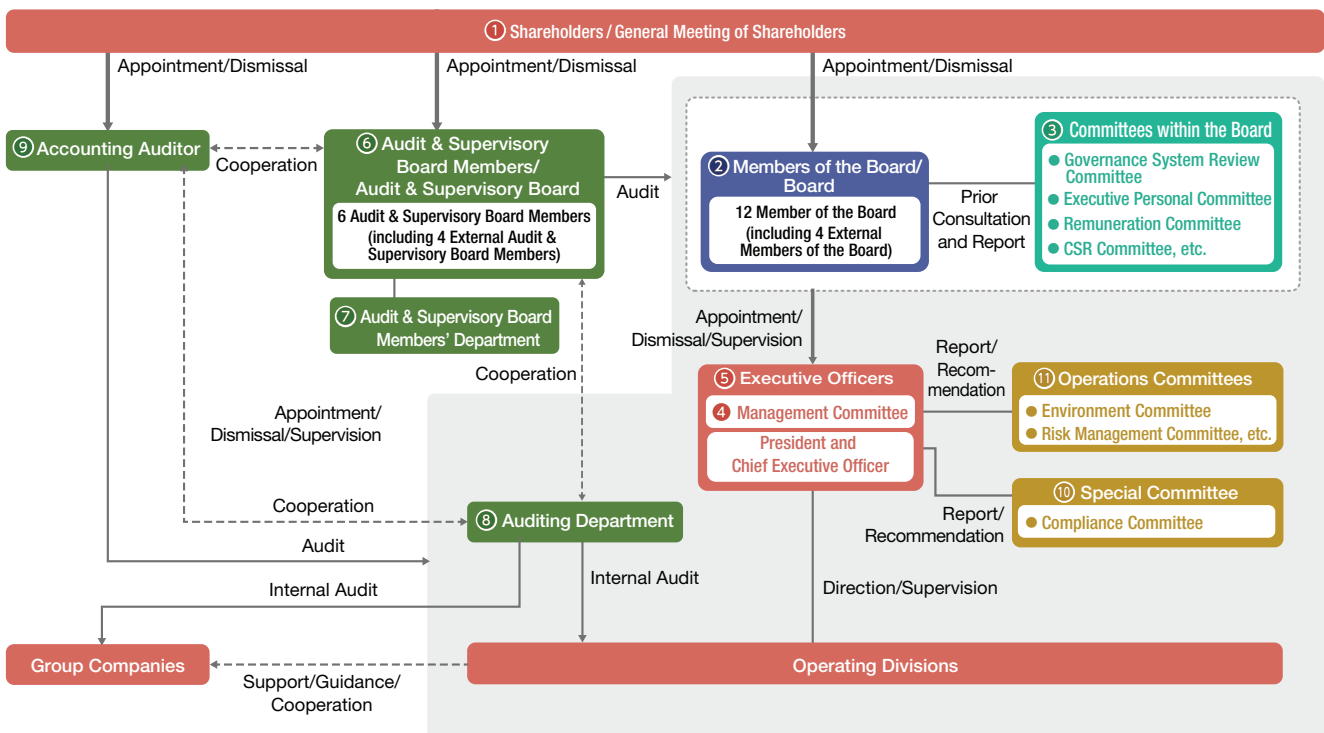 ① Shareholders / General Meeting of Shareholders
Appointment/Dismissal
Appointment/Dismissal
Appointment/Dismissal
⑨ Accounting Auditor
Cooperation
⑥ Audit & Supervisory
Board Members/
Audit & Supervisory Board
6 Audit & Supervisory Board Members
(including 4 External Audit &
Supervisory Board Members)
Audit
② Members of the Board/
Board
12 Member of the Board
(including 4 External
Members of the Board)
Prior
Consultation
and Report
③ Committees within the Board
● Governance System Review
Committee
● Executive Personal Committee
● Remuneration Committee
● CSR Committee, etc.
⑦ Audit & Supervisory Board
Members' Department
Cooperation
Appointment/
Dismissal/Supervision
Appointment/
Dismissal/Supervision
⑤ Executive Officers
④ Management Committee
President and
Chief Executive Officer
Report/
Recom-
mendation
⑪ Operations Committees
● Environment Committee
● Risk Management Committee, etc.
⑩ Special Committee
● Compliance Committee
Report/
Recommendation
Cooperation
⑧ Auditing Department
Audit
Internal Audit
Internal Audit
Direction/Supervision
Group Companies
Support/Guidance/
Cooperation
Operating Divisions